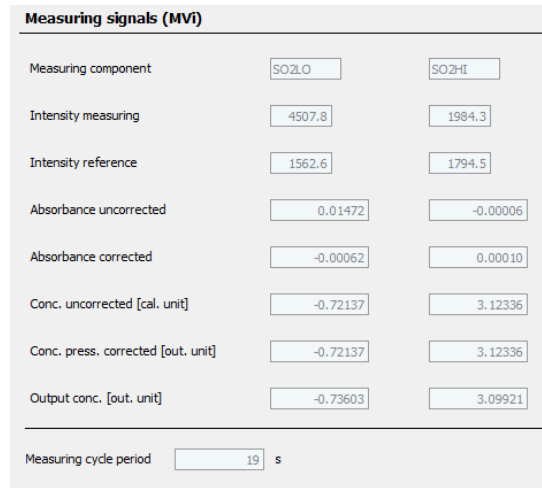 Measuring signals (MVi)
Measuring component SO2LO SO2HI
Intensity measuring 4507.8 1984.3
Intensity reference 1562.6 1794.5
Absorbance uncorrected 0.01472 -0.00006
Absorbance corrected -0.00062 0.00010
Conc. uncorrected [cal. unit] -0.72137 3.12336
Conc. press. corrected [out. unit] -0.72137 3.12336
Output conc. [out. unit] -0.73603 3.09921
Measuring cycle period 19 s